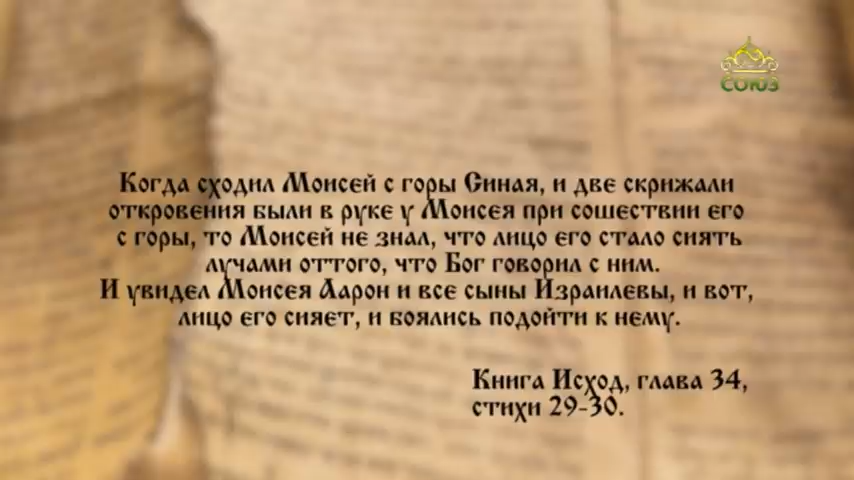 СОЮЗ
Когда сходил Моисей с горы Синая, и две скрижали
откровения были в руке у Моисея при сошествии его
с горы, то Моисей не знал, что лицо его стало сиять
лучами оттого, что Бог говорил с ним.
И увидел Моисея Аарон и все сыны Израилевы, и вот,
лицо его сияет, и боялись подойти к нему.
Книга Исход, глава 34,
стихи 29-30.